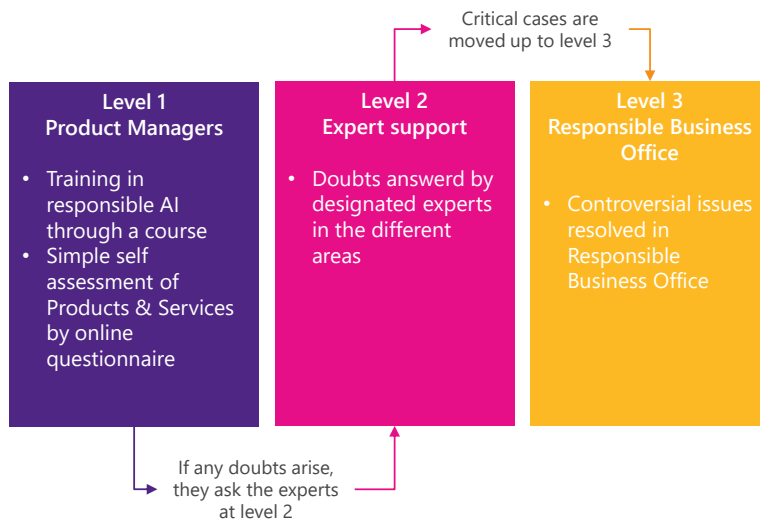 Critical cases are
moved up to level 3
Level 1
Product Managers
• Training in
responsible AI
through a course
• Simple self
assessment of
Products & Services
by online
questionnaire
Level 2
Expert support
• Doubts answerd by
designated experts
in the different
areas
Level 3
Responsible Business
Office
• Controversial issues
resolved in
Responsible
Business Office
If any doubts arise,
they ask the experts
at level 2